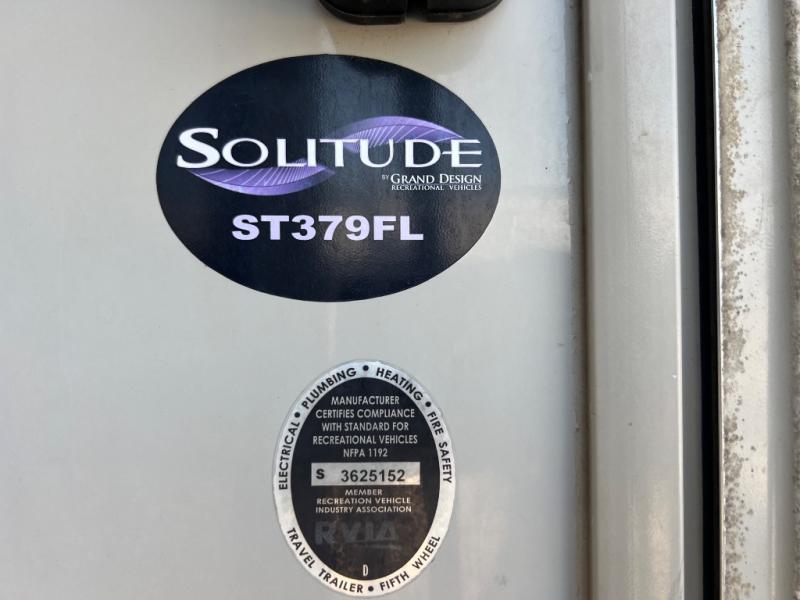 SOLITUDE
BY GRAND DESIGN
RECREATIONAL VEHICLES
ST379FL
ELECTRICAL • PLUMBING • HEATING • FIRE SAFETY
MANUFACTURER
CERTIFIES COMPLIANCE
WITH STANDARD FOR
RECREATIONAL VEHICLES
NFPA 1192
S 3625152
MEMBER
RECREATION VEHICLE
INDUSTRY ASSOCIATION
RVIA
D
TRAVEL TRAILER • FIFTH WHEEL